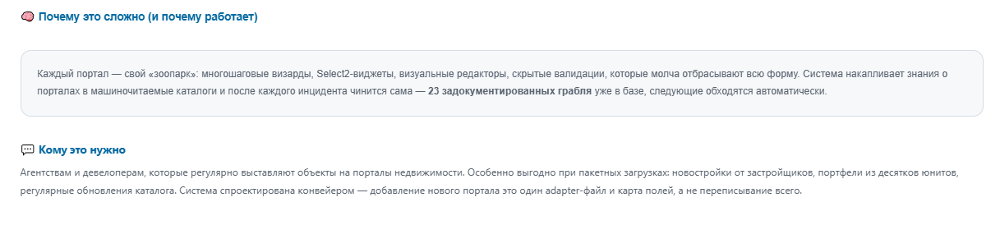 🧠 Почему это сложно (и почему работает)
Каждый портал — свой «зоопарк»: многошаговые визарды, Select2-виджеты, визуальные редакторы, скрытые валидации, которые молча отбрасывают всю форму. Система накапливает знания о
порталах в машиночитаемые каталоги и после каждого инцидента чинится сама — 23 задокументированных грабля уже в базе, следующие обходятся автоматически.
💬 Кому это нужно
Агентствам и девелоперам, которые регулярно выставляют объекты на порталы недвижимости. Особенно выгодно при пакетных загрузках: новостройки от застройщиков, портфели из десятков юнитов,
регулярные обновления каталога. Система спроектирована конвейером — добавление нового портала это один adapter-файл и карта полей, а не переписывание всего.